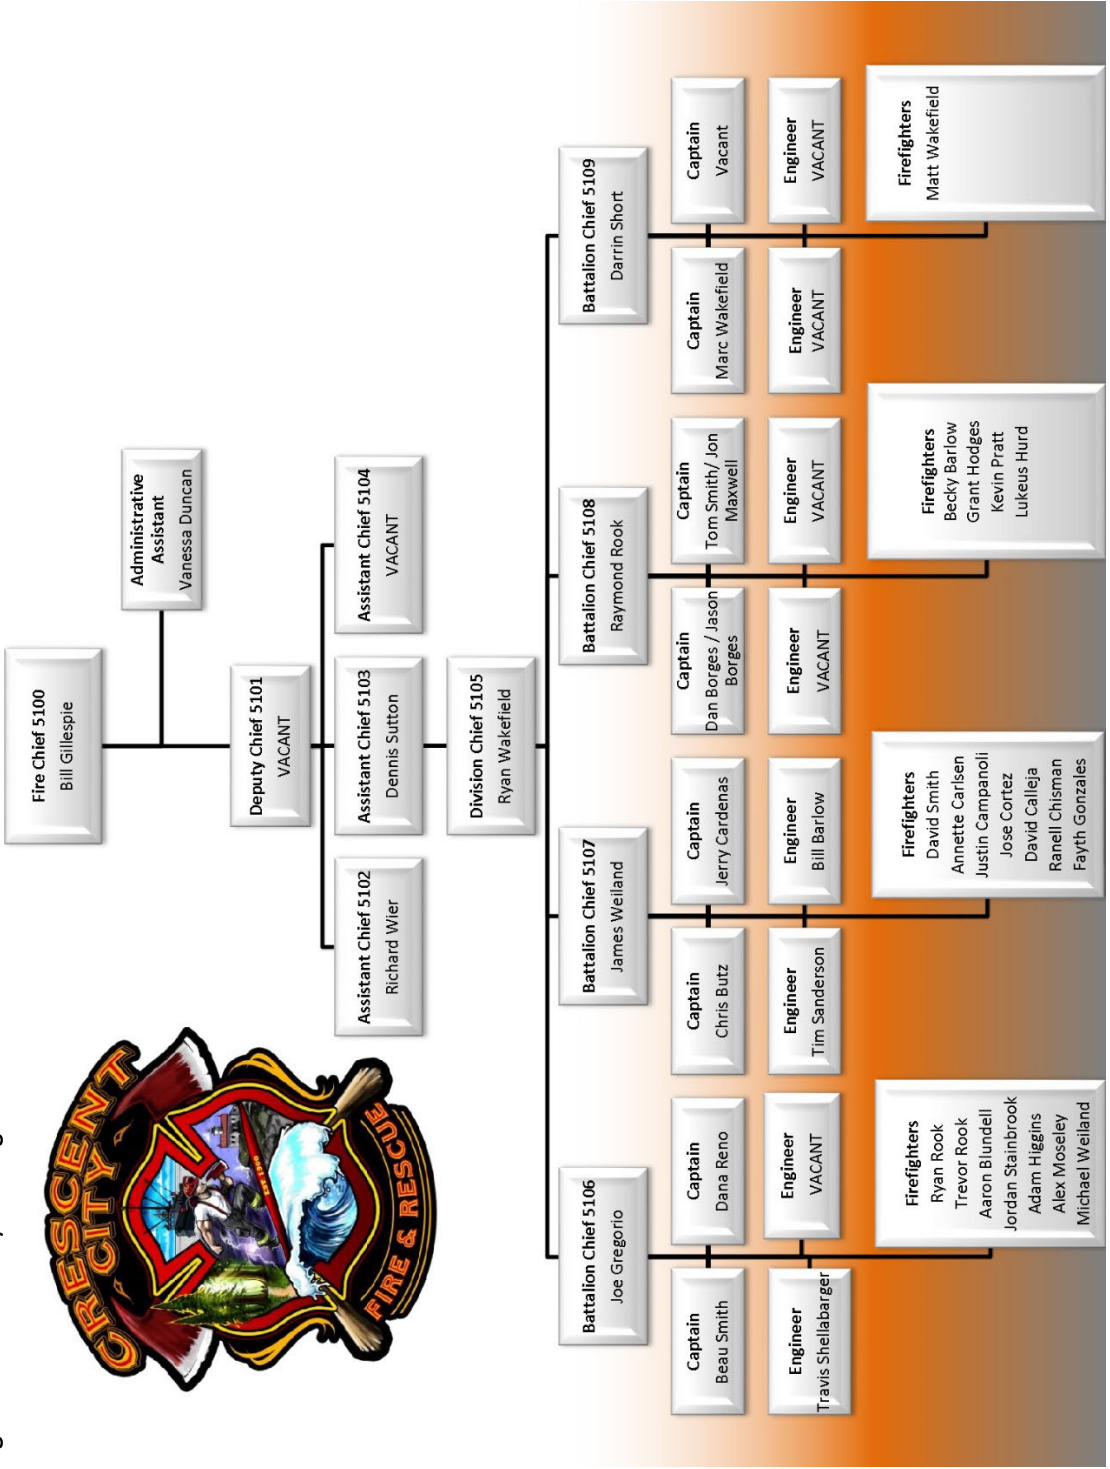 CRESCENT
CITY
FIRE & RESCUE
Fire Chief 5100
Bill Gillespie
Administrative
Assistant
Vanessa Duncan
Deputy Chief 5101
VACANT
Assistant Chief 5102
Richard Wier
Assistant Chief 5103
Dennis Sutton
Assistant Chief 5104
VACANT
Division Chief 5105
Ryan Wakefield
Battalion Chief 5106
Joe Gregorio
Battalion Chief 5107
James Weiland
Battalion Chief 5108
Raymond Rook
Battalion Chief 5109
Darrin Short
Captain
Beau Smith
Captain
Dana Reno
Captain
Chris Butz
Captain
Jerry Cardenas
Captain
Dan Borges / Jason
Borges
Captain
Tom Smith/ Jon
Maxwell
Captain
Marc Wakefield
Captain
Vacant
Engineer
Travis Shellabarger
Engineer
VACANT
Engineer
Tim Sanderson
Engineer
Bill Barlow
Engineer
VACANT
Engineer
VACANT
Engineer
VACANT
Engineer
VACANT
Firefighters
Ryan Rook
Trevor Rook
Aaron Blundell
Jordan Stainbrook
Adam Higgins
Alex Moseley
Michael Weiland
Firefighters
David Smith
Annette Carlsen
Justin Campanoli
Jose Cortez
David Calleja
Ranell Chisman
Fayth Gonzales
Firefighters
Becky Barlow
Grant Hodges
Kevin Pratt
Lukeus Hurd
Firefighters
Matt Wakefield